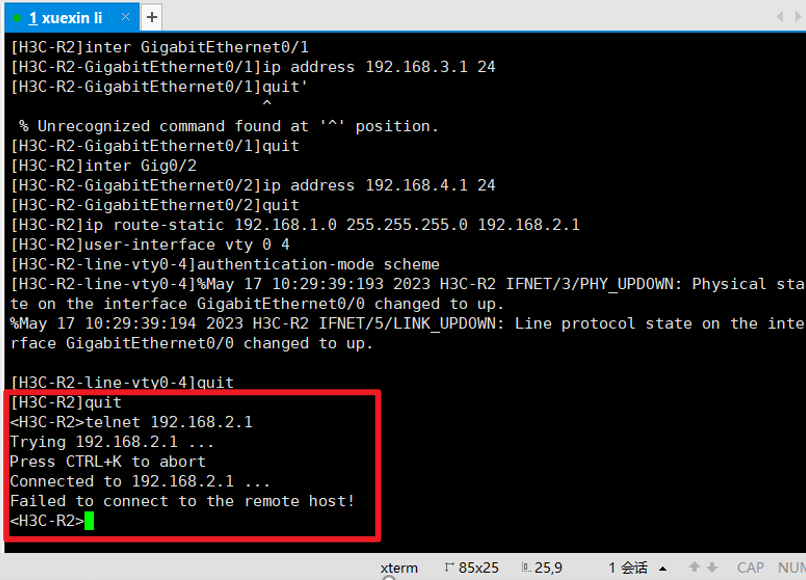 1 xuexin li × +
[H3C-R2]inter GigabitEthernet0/1
[H3C-R2-GigabitEthernet0/1]ip address 192.168.3.1 24
[H3C-R2-GigabitEthernet0/1]quit'
^
% Unrecognized command found at '^' position.
[H3C-R2-GigabitEthernet0/1]quit
[H3C-R2]inter Gig0/2
[H3C-R2-GigabitEthernet0/2]ip address 192.168.4.1 24
[H3C-R2-GigabitEthernet0/2]quit
[H3C-R2]ip route-static 192.168.1.0 255.255.255.0 192.168.2.1
[H3C-R2]user-interface vty 0 4
[H3C-R2-line-vty0-4]authentication-mode scheme
[H3C-R2-line-vty0-4]%May 17 10:29:39:193 2023 H3C-R2 IFNET/3/PHY_UPDOWN: Physical sta
te on the interface GigabitEthernet0/0 changed to up.
%May 17 10:29:39:194 2023 H3C-R2 IFNET/5/LINK_UPDOWN: Line protocol state on the inte
rface GigabitEthernet0/0 changed to up.
[H3C-R2-line-vty0-4]quit
[H3C-R2]quit
<H3C-R2>telnet 192.168.2.1
Trying 192.168.2.1 ...
Press CTRL+K to abort
Connected to 192.168.2.1 ...
Failed to connect to the remote host!
<H3C-R2>
xterm 85x25 25,9 1 会话 CAP NUM